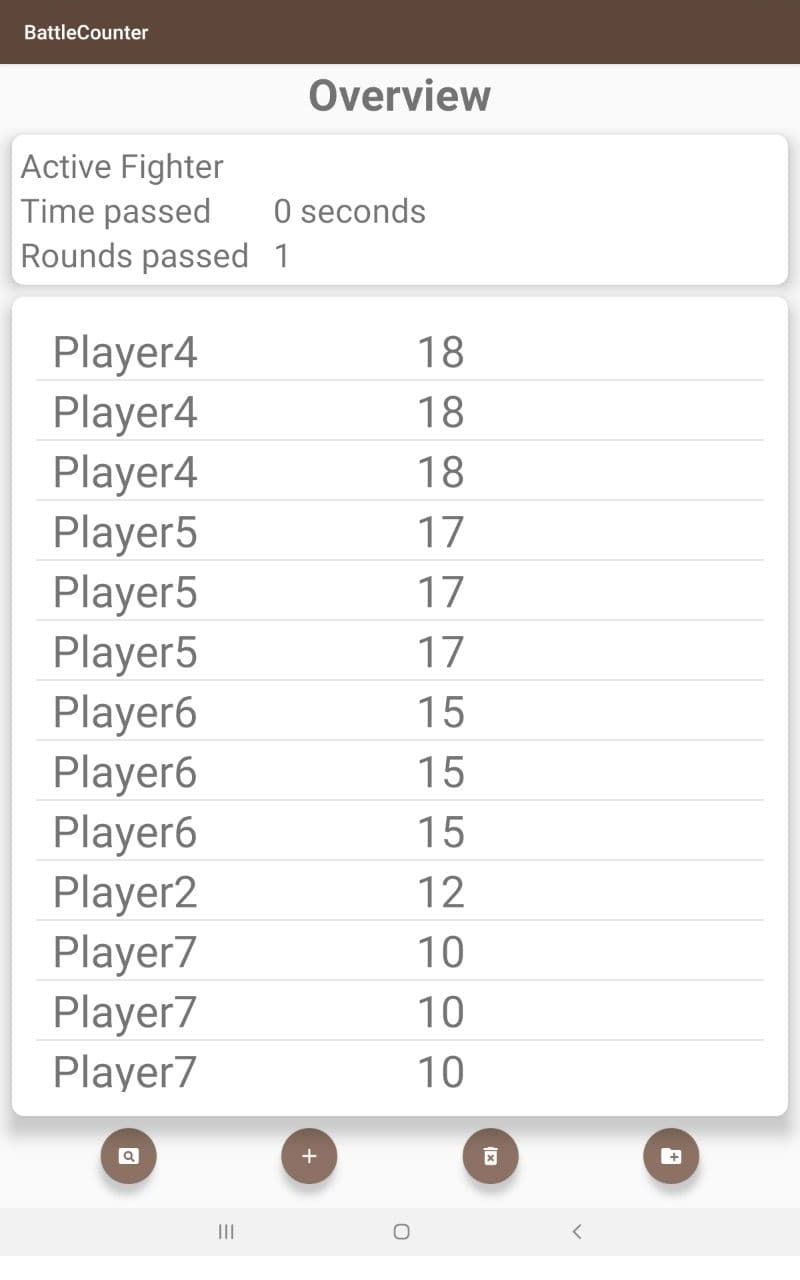 BattleCounter
Overview
Active Fighter
Time passed 0 seconds
Rounds passed 1
Player4 18
Player4 18
Player4 18
Player5 17
Player5 17
Player5 17
Player6 15
Player6 15
Player6 15
Player2 12
Player7 10
Player7 10
Player7 10